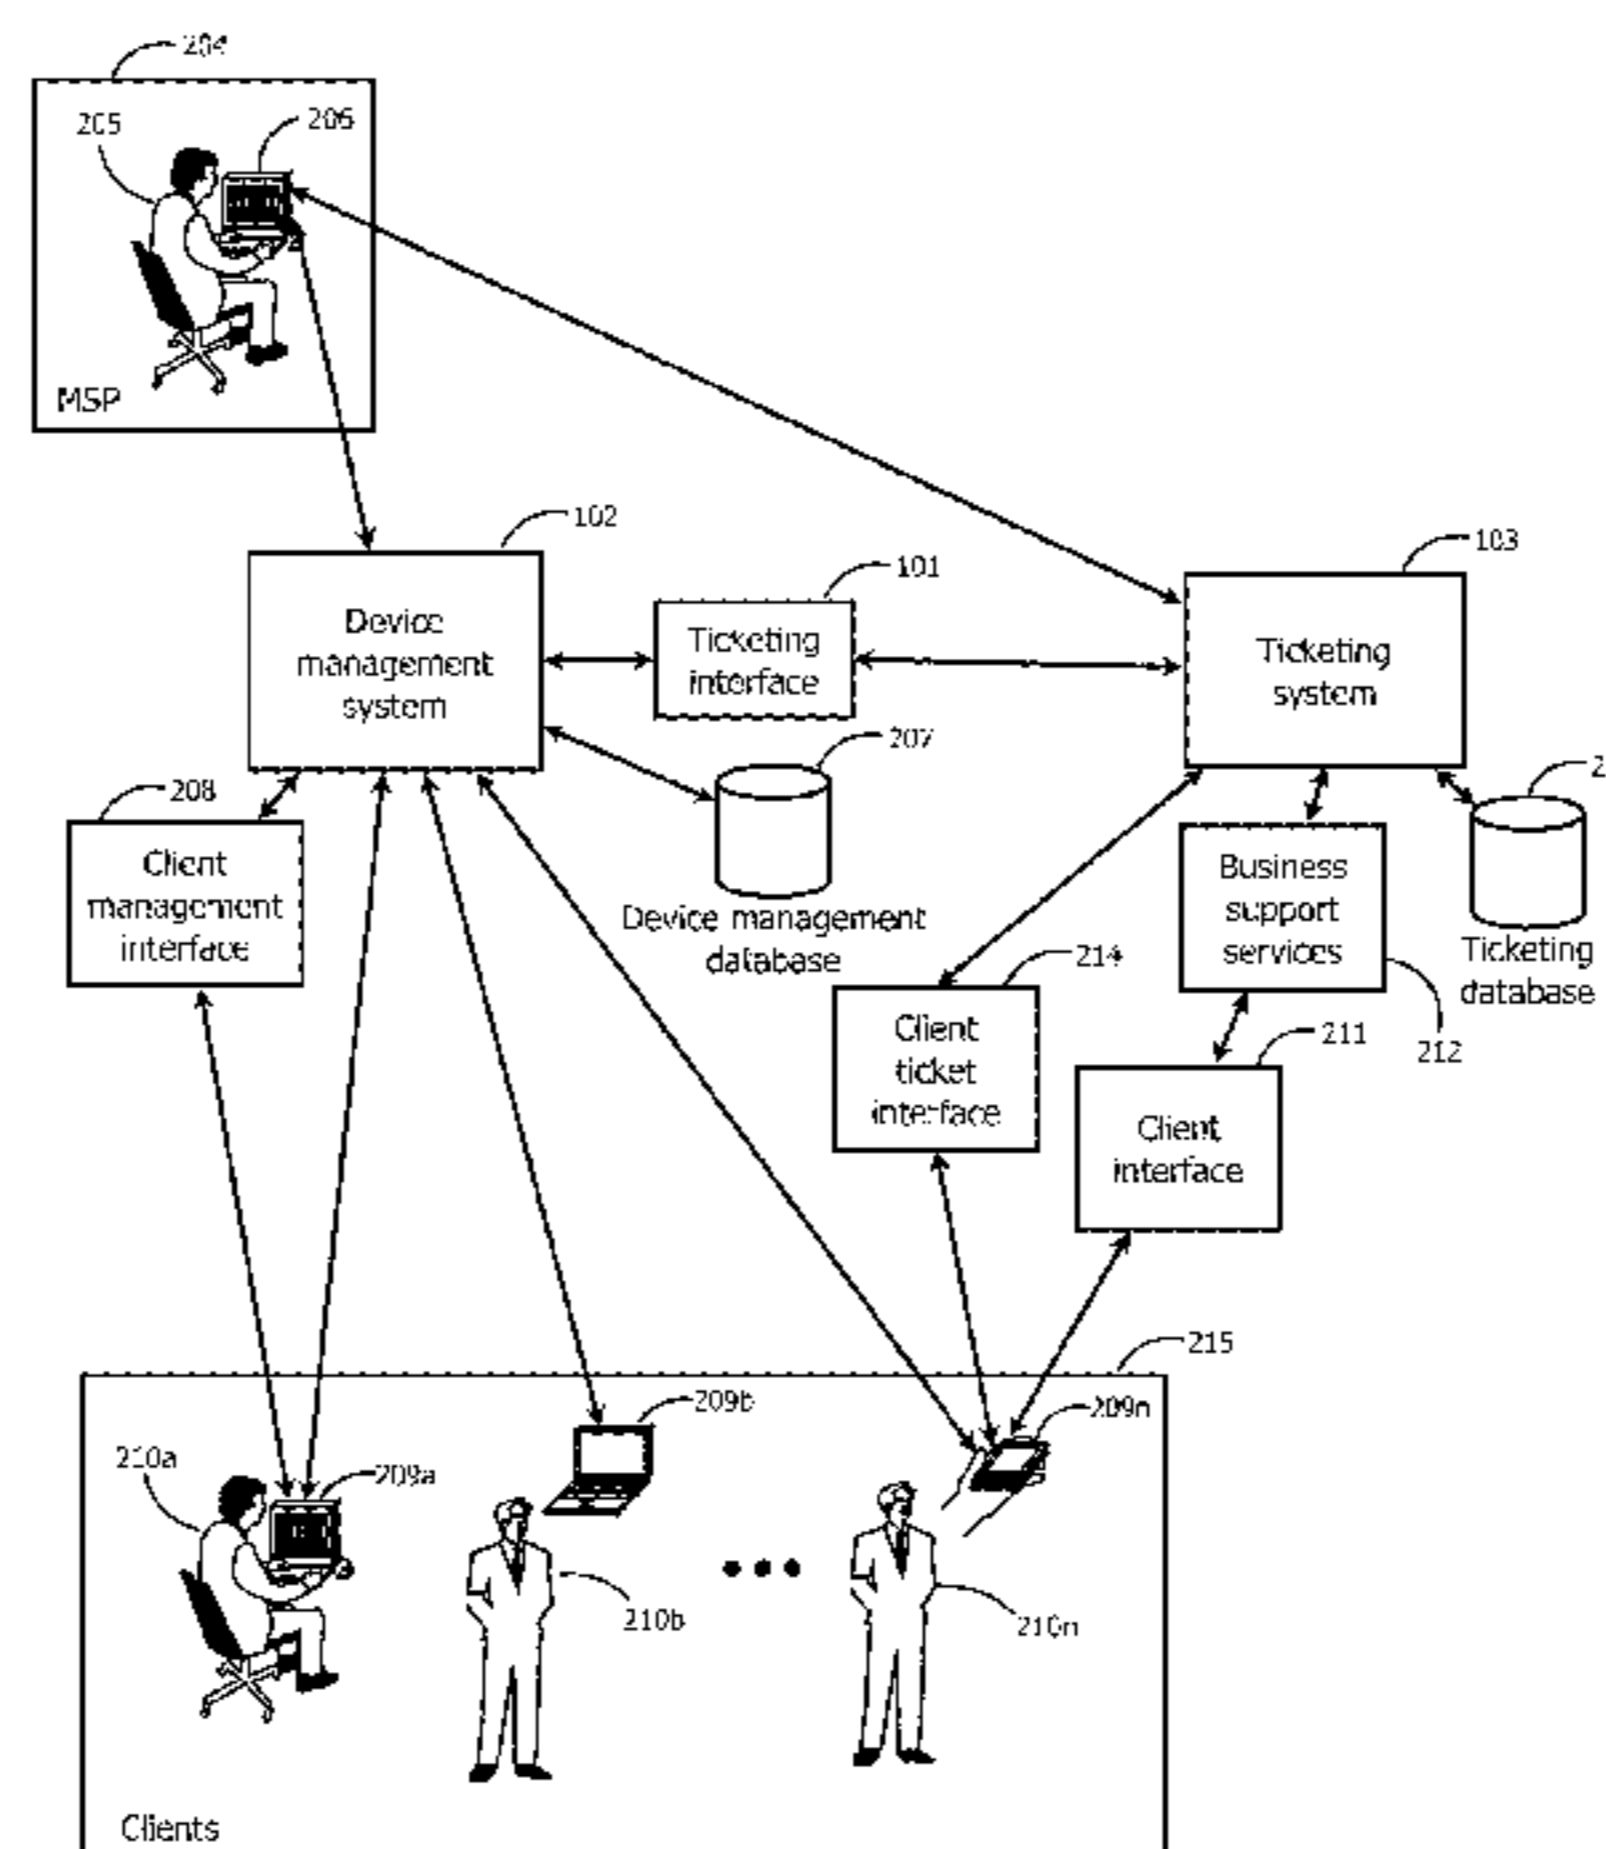 204
205
206
MSP
102
101
103
Device
management
system
Ticketing
interface
Ticketing
system
207
208
2
Client
management
interface
Device management
database
Business
support
services
Ticketing
database
214
212
211
Client
ticket
interface
Client
interface
215
209b
209n
210a
209a
210b
210n
Clients